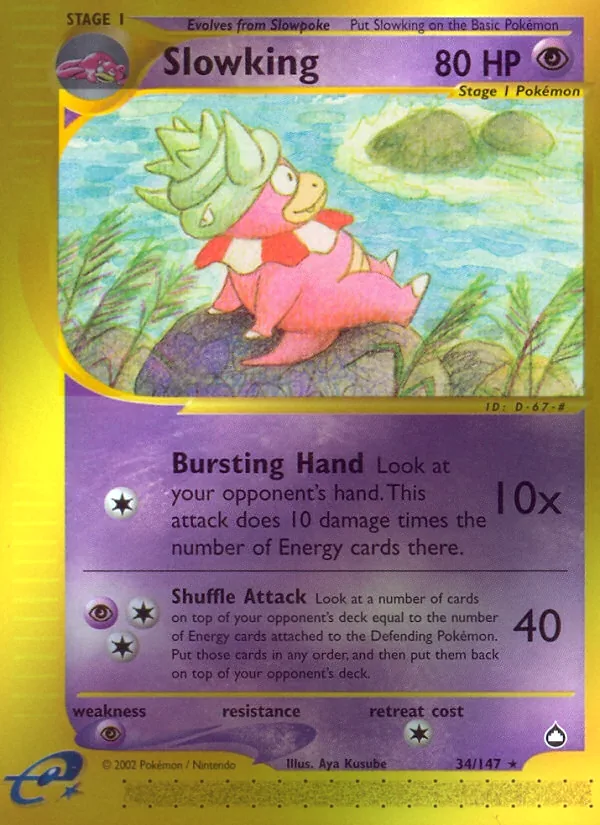 STAGE 1
Evolves from Slowpoke Put Slowking on the Basic Pokémon
Slowking 80 HP
Stage 1 Pokémon
ID: D-67-#
Bursting Hand Look at
your opponent's hand. This
attack does 10 damage times the
number of Energy cards there.
10x
Shuffle Attack Look at a number of cards
on top of your opponent's deck equal to the number
of Energy cards attached to the Defending Pokémon.
Put those cards in any order, and then put them back
on top of your opponent's deck.
40
weakness resistance retreat cost
© 2002 Pokémon / Nintendo Illus. Aya Kusube 34/147 ★
e